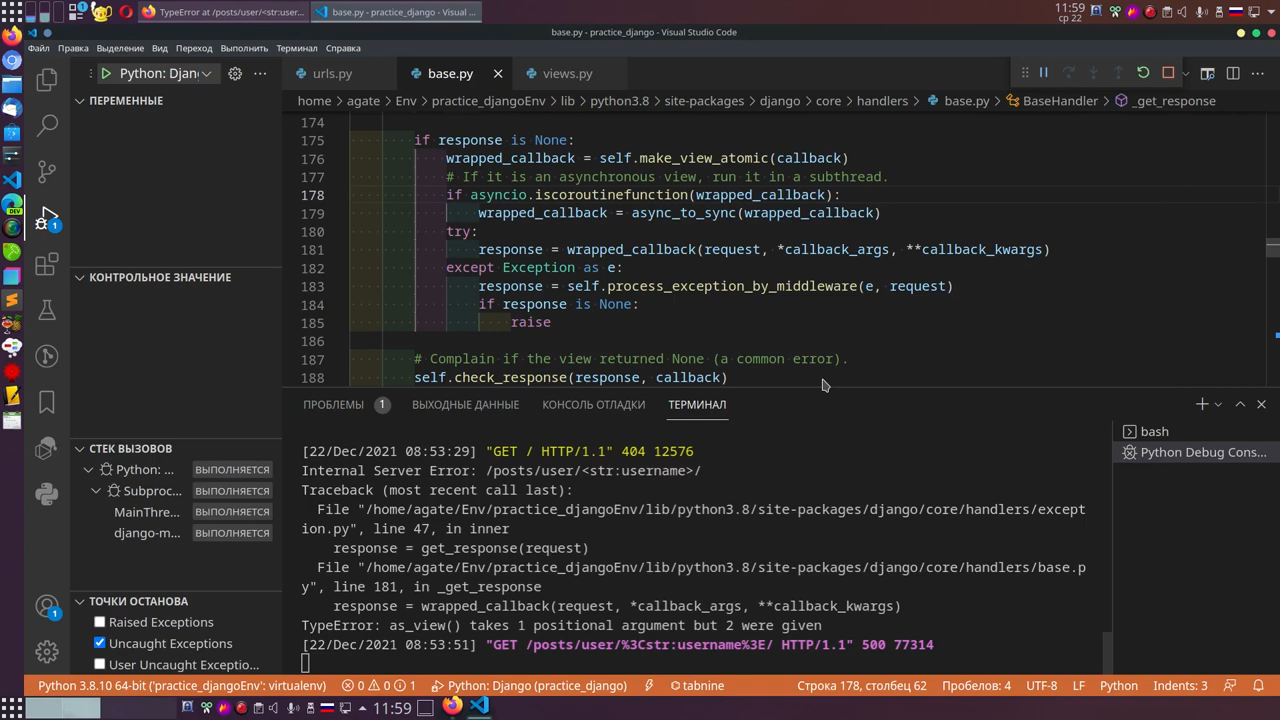 TypeError at /posts/user/<str:user...
base.py - practice_django - Visual ...
11:59
ср 22
base.py - practice_django - Visual Studio Code
Файл Правка Выделение Вид Переход Выполнить Терминал Справка
Python: Djan
urls.py
base.py
views.py
ПЕРЕМЕННЫЕ
home > agate > Env > practice_djangoEnv > lib > python3.8 > site-packages > django > core > handlers > base.py > BaseHandler > _get_response
174
175 if response is None:
176 wrapped_callback = self.make_view_atomic(callback)
177 # If it is an asynchronous view, run it in a subthread.
178 if asyncio.iscoroutinefunction(wrapped_callback):
179 wrapped_callback = async_to_sync(wrapped_callback)
180 try:
181 response = wrapped_callback(request, *callback_args, **callback_kwargs)
182 except Exception as e:
183 response = self.process_exception_by_middleware(e, request)
184 if response is None:
185 raise
186
187 # Complain if the view returned None (a common error).
188 self.check_response(response, callback)
КОНТРОЛЬНОЕ ЗНАЧЕНИЕ
СТЕК ВЫЗОВОВ
Python: ... ВЫПОЛНЯЕТСЯ
Subproc... ВЫПОЛНЯЕТСЯ
MainThre... ВЫПОЛНЯЕТСЯ
django-m... ВЫПОЛНЯЕТСЯ
ТОЧКИ ОСТАНОВА
Raised Exceptions
Uncaught Exceptions
User Uncaught Exceptio...
ПРОБЛЕМЫ 1 ВЫХОДНЫЕ ДАННЫЕ КОНСОЛЬ ОТЛАДКИ ТЕРМИНАЛ
[22/Dec/2021 08:53:29] "GET / HTTP/1.1" 404 12576
Internal Server Error: /posts/user/<str:username>/
Traceback (most recent call last):
File "/home/agate/Env/practice_djangoEnv/lib/python3.8/site-packages/django/core/handlers/except
ion.py", line 47, in inner
response = get_response(request)
File "/home/agate/Env/practice_djangoEnv/lib/python3.8/site-packages/django/core/handlers/base.p
y", line 181, in _get_response
response = wrapped_callback(request, *callback_args, **callback_kwargs)
TypeError: as_view() takes 1 positional argument but 2 were given
[22/Dec/2021 08:53:51] "GET /posts/user/%3Cstr:username%3E/ HTTP/1.1" 500 77314
bash
Python Debug Cons...
Python 3.8.10 64-bit ('practice_djangoEnv': virtualenv) 0 0 1 Python: Django (practice_django) tabnine Строка 178, столбец 62 Пробелов: 4 UTF-8 LF Python Indents: 3
11:59